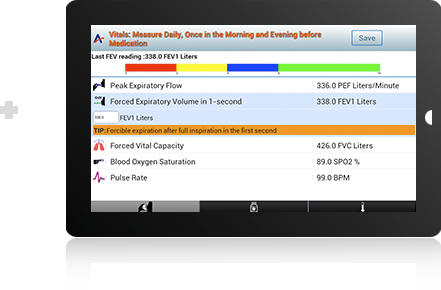 Vitals: Measure Daily, Once in the Morning and Evening before
Medication
Save
Last FEV reading :338.0 FEV1 Liters
Peak Expiratory Flow 336.0 PEF Liters/Minute
Forced Expiratory Volume in 1-second 338.0 FEV1 Liters
338.0 FEV1 Liters
TIP:Forcible expiration after full inspiration in the first second
Forced Vital Capacity 426.0 FVC Liters
Blood Oxygen Saturation 89.0 SPO2 %
Pulse Rate 99.0 BPM